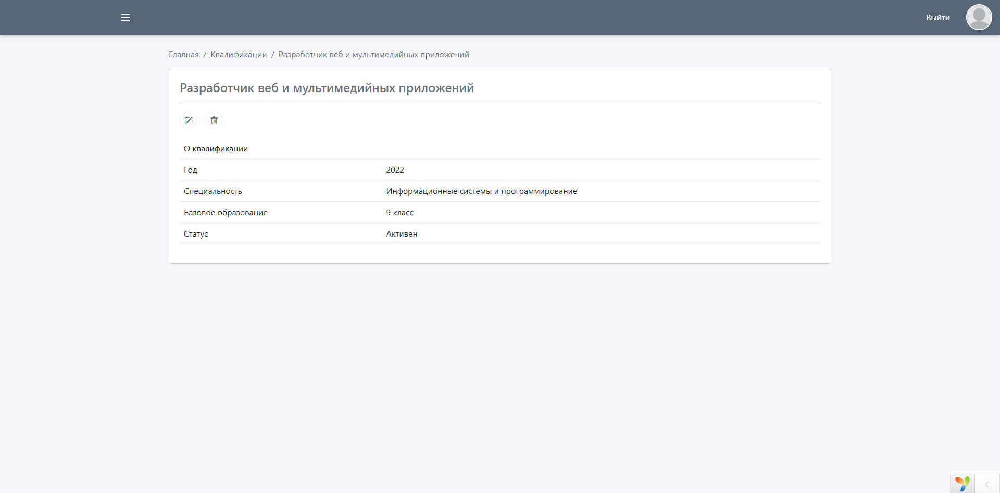 Выйти
Главная / Квалификации / Разработчик веб и мультимедийных приложений
Разработчик веб и мультимедийных приложений
О квалификации
Год 2022
Специальность Информационные системы и программирование
Базовое образование 9 класс
Статус Активен